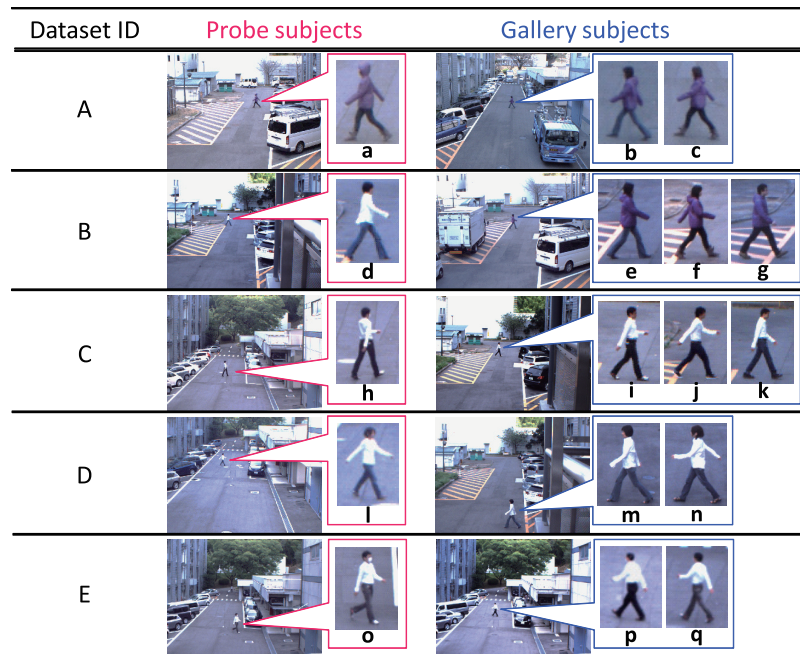 Dataset ID Probe subjects Gallery subjects
A
a b c
B
d e f g
C
h i j k
D
l m n
E
o p q